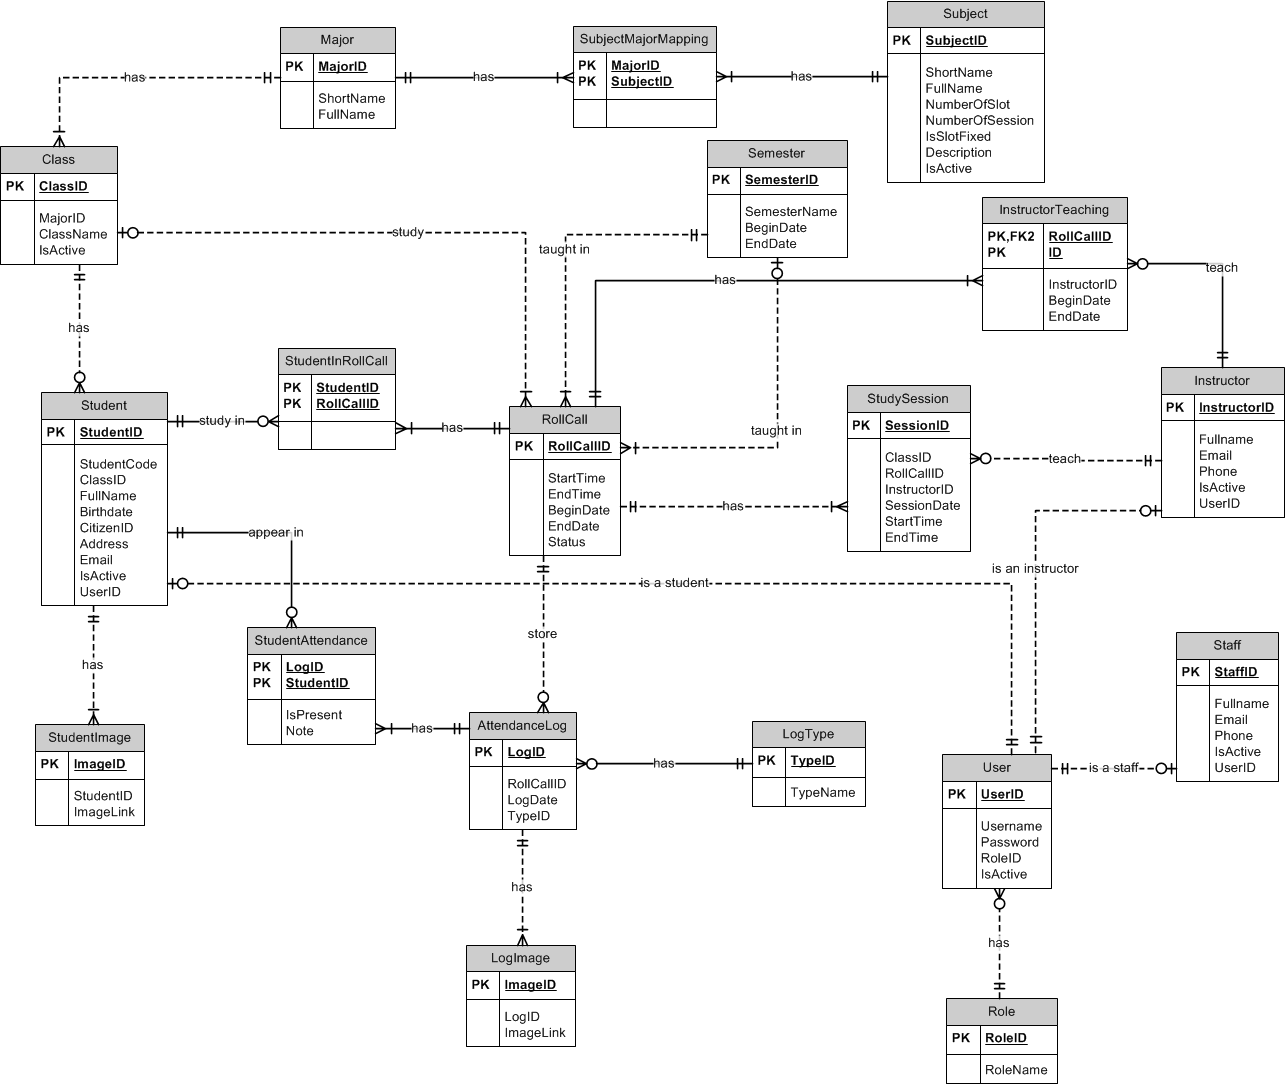 Major
PK MajorID
ShortName
FullName
has
has
SubjectMajorMapping
PK MajorID
PK SubjectID
has
Subject
PK SubjectID
ShortName
FullName
NumberOfSlot
NumberOfSession
IsSlotFixed
Description
IsActive
Class
PK ClassID
MajorID
ClassName
IsActive
study
has
Semester
PK SemesterID
SemesterName
BeginDate
EndDate
taught in
taught in
has
InstructorTeaching
PK,FK2 RollCallID
PK ID
InstructorID
BeginDate
EndDate
teach
StudentInRollCall
PK StudentID
PK RollCallID
study in
has
Student
PK StudentID
StudentCode
ClassID
FullName
Birthdate
CitizenID
Address
Email
IsActive
UserID
RollCall
PK RollCallID
StartTime
EndTime
BeginDate
EndDate
Status
has
StudySession
PK SessionID
ClassID
RollCallID
InstructorID
SessionDate
StartTime
EndTime
teach
Instructor
PK InstructorID
Fullname
Email
Phone
IsActive
UserID
appear in
is a student
is an instructor
has
store
StudentAttendance
PK LogID
PK StudentID
IsPresent
Note
has
StudentImage
PK ImageID
StudentID
ImageLink
AttendanceLog
PK LogID
RollCallID
LogDate
TypeID
has
LogType
PK TypeID
TypeName
Staff
PK StaffID
Fullname
Email
Phone
IsActive
UserID
is a staff
User
PK UserID
Username
Password
RoleID
IsActive
has
has
LogImage
PK ImageID
LogID
ImageLink
Role
PK RoleID
RoleName